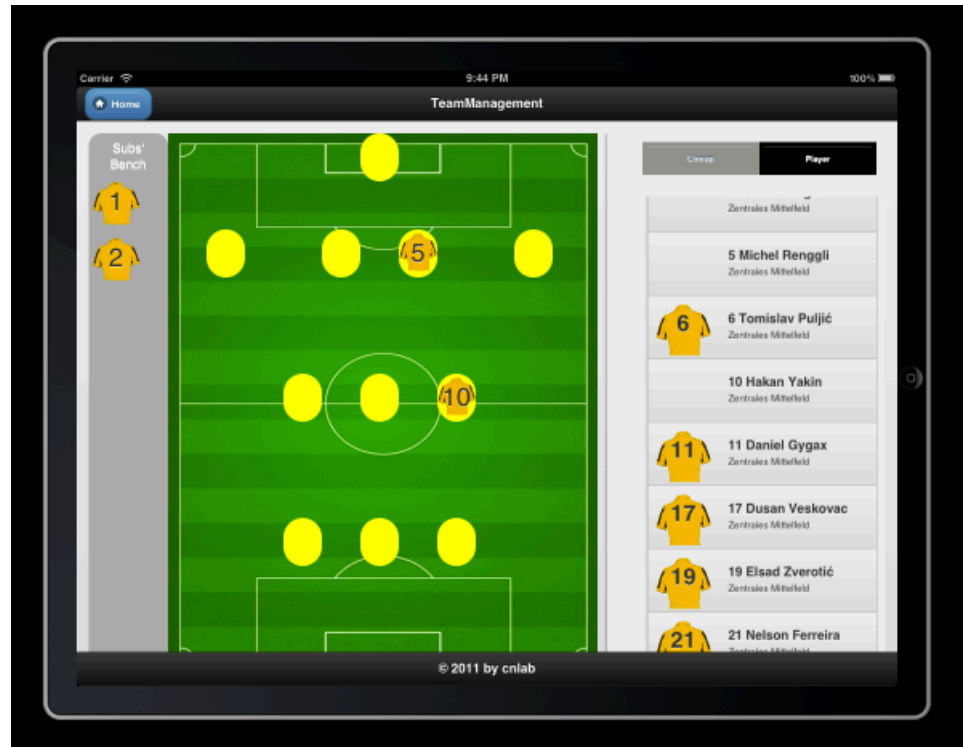 Carrier
9:44 PM
100%
Home
TeamManagement
Subs'
Bench
1
2
5
10
Lineup
Player
Zentrales Mittelfeld
5 Michel Renggli
Zentrales Mittelfeld
6
6 Tomislav Puljić
Zentrales Mittelfeld
10 Hakan Yakin
Zentrales Mittelfeld
11
11 Daniel Gygax
Zentrales Mittelfeld
17
17 Dusan Veskovac
Zentrales Mittelfeld
19
19 Elsad Zverotić
Zentrales Mittelfeld
21
21 Nelson Ferreira
Zentrales Mittelfeld
© 2011 by cnlab